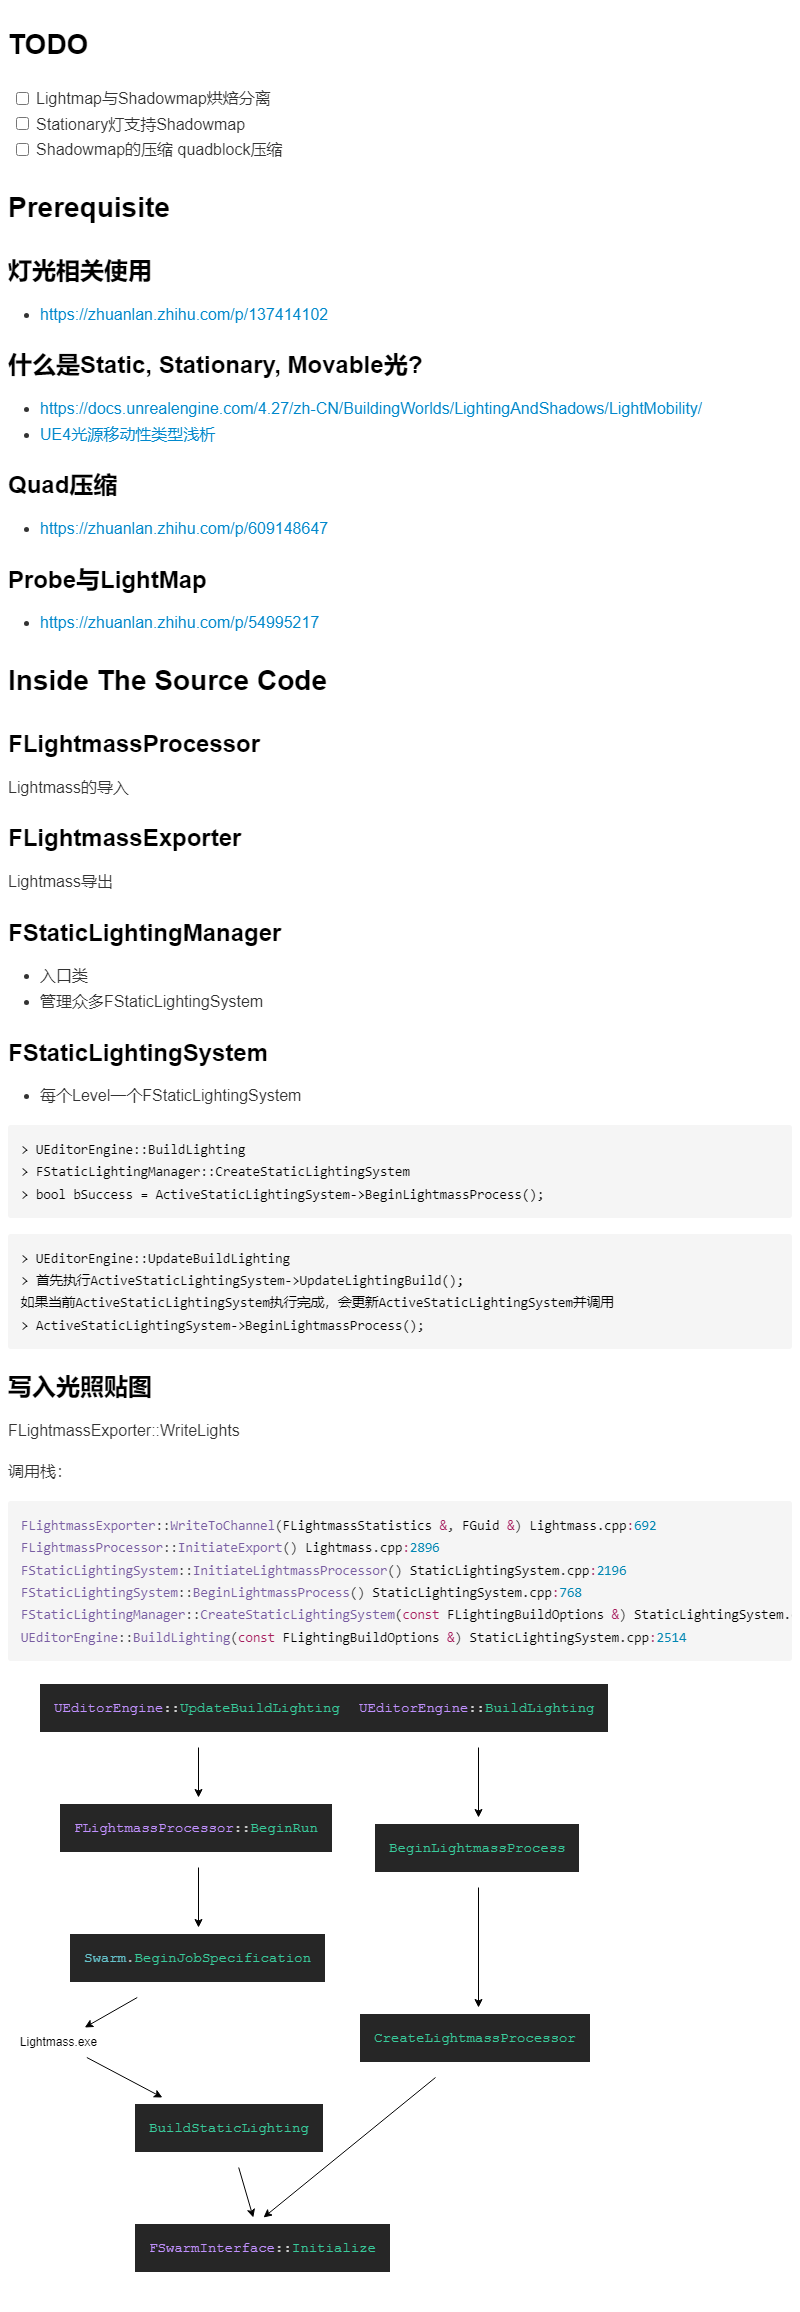 TODO
Lightmap与Shadowmap烘焙分离
Stationary灯支持Shadowmap
Shadowmap的压缩 quadblock压缩
Prerequisite
灯光相关使用
https://zhuanlan.zhihu.com/p/137414102
什么是Static, Stationary, Movable光?
https://docs.unrealengine.com/4.27/zh-CN/BuildingWorlds/LightingAndShadows/LightMobility/
UE4光源移动性类型浅析
Quad压缩
https://zhuanlan.zhihu.com/p/609148647
Probe与LightMap
https://zhuanlan.zhihu.com/p/54995217
Inside The Source Code
FLightmassProcessor
Lightmass的导入
FLightmassExporter
Lightmass导出
FStaticLightingManager
入口类
管理众多FStaticLightingSystem
FStaticLightingSystem
每个Level一个FStaticLightingSystem
> UEditorEngine::BuildLighting
> FStaticLightingManager::CreateStaticLightingSystem
> bool bSuccess = ActiveStaticLightingSystem->BeginLightmassProcess();
> UEditorEngine::UpdateBuildLighting
> 首先执行ActiveStaticLightingSystem->UpdateLightingBuild();
如果当前ActiveStaticLightingSystem执行完成，会更新ActiveStaticLightingSystem并调用
> ActiveStaticLightingSystem->BeginLightmassProcess();
写入光照贴图
FLightmassExporter::WriteLights
调用栈：
FLightmassExporter::WriteToChannel(FLightmassStatistics &, FGuid &) Lightmass.cpp:692
FLightmassProcessor::InitiateExport() Lightmass.cpp:2896
FStaticLightingSystem::InitiateLightmassProcessor() StaticLightingSystem.cpp:2196
FStaticLightingSystem::BeginLightmassProcess() StaticLightingSystem.cpp:768
FStaticLightingManager::CreateStaticLightingSystem(const FLightingBuildOptions &) StaticLightingSystem.
UEditorEngine::BuildLighting(const FLightingBuildOptions &) StaticLightingSystem.cpp:2514
UEditorEngine::UpdateBuildLighting UEditorEngine::BuildLighting
FLightmassProcessor::BeginRun
BeginLightmassProcess
Swarm.BeginJobSpecification
Lightmass.exe
CreateLightmassProcessor
BuildStaticLighting
FSwarmInterface::Initialize